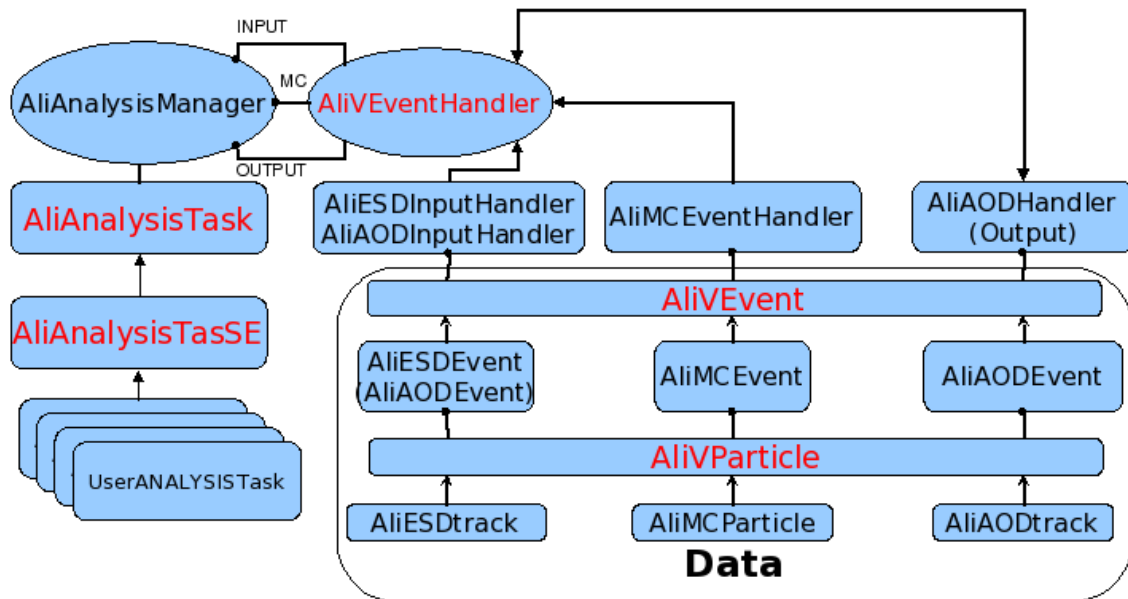 INPUT
MC
AliAnalysisManager
AliVEventHandler
OUTPUT
AliAnalysisTask
AliESDInputHandler
AliAODInputHandler
AliMCEventHandler
AliAODHandler
(Output)
AliVEvent
AliAnalysisTasSE
AliESDEvent
(AliAODEvent)
AliMCEvent
AliAODEvent
AliVParticle
UserANALYSISTask
AliESDtrack
AliMCParticle
AliAODtrack
Data